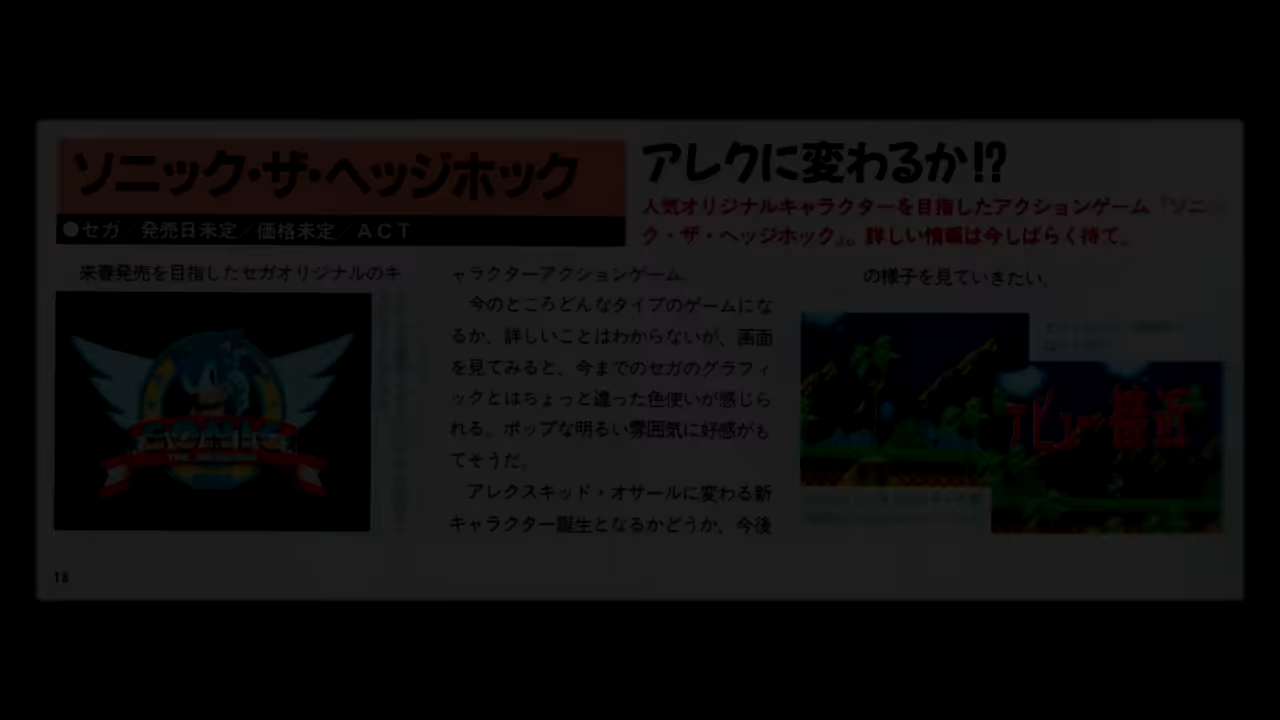 ソニック・ザ・ヘッジホック
●セガ／発売日未定／価格未定／ACT
アレクに変わるか!?
人気オリジナルキャラクターを目指したアクションゲーム『ソニッ
ク・ザ・ヘッジホック』。詳しい情報は今しばらく待て。
来春発売を目指したセガオリジナルのキ
ャラクターアクションゲーム。
今のところどんなタイプのゲームにな
るか、詳しいことはわからないが、画面
を見てみると、今までのセガのグラフィ
ックとはちょっと違った色使いが感じら
れる。ポップな明るい雰囲気に好感がも
てそうだ。
アレクスキッド・オサールに変わる新
キャラクター誕生となるかどうか、今後
の様子を見ていきたい。
SONIC
THE HEDGEHOG
接近
18